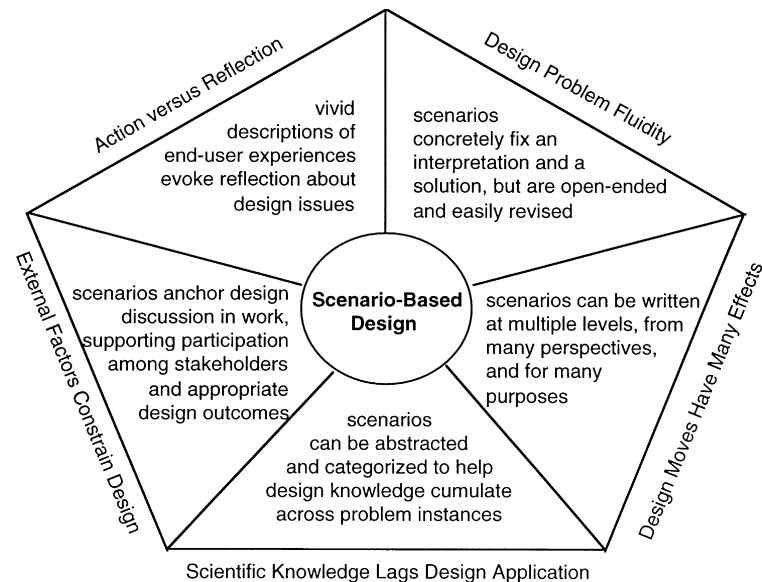 Action versus Reflection
Design Problem Fluidity
vivid
descriptions of
end-user experiences
evoke reflection about
design issues
scenarios
concretely fix an
interpretation and a
solution, but are open-ended
and easily revised
External Factors Constrain Design
scenarios anchor design
discussion in work,
supporting participation
among stakeholders
and appropriate
design outcomes
Scenario-Based
Design
scenarios can be written
at multiple levels, from
many perspectives,
and for many
purposes
Design Moves Have Many Effects
scenarios
can be abstracted
and categorized to help
design knowledge cumulate
across problem instances
Scientific Knowledge Lags Design Application